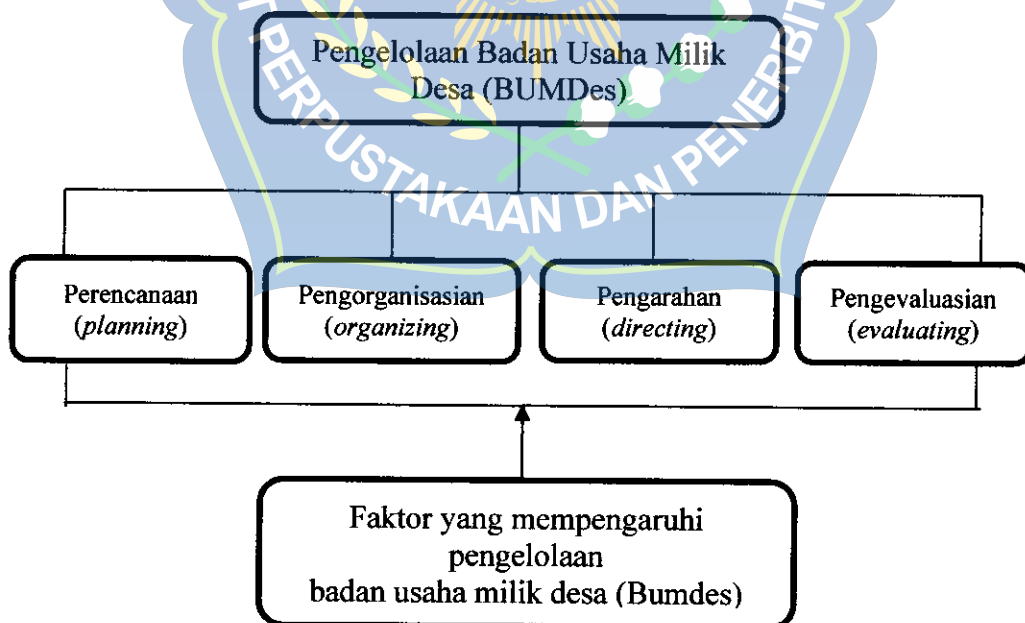 Pengelolaan Badan Usaha Milik
Desa (BUMDes)
PERPUSTAKAAN DAN PENERBIT
Perencanaan
(planning)
Pengorganisasian
(organizing)
Pengarahan
(directing)
Pengevaluasian
(evaluating)
Faktor yang mempengaruhi
pengelolaan
badan usaha milik desa (Bumdes)